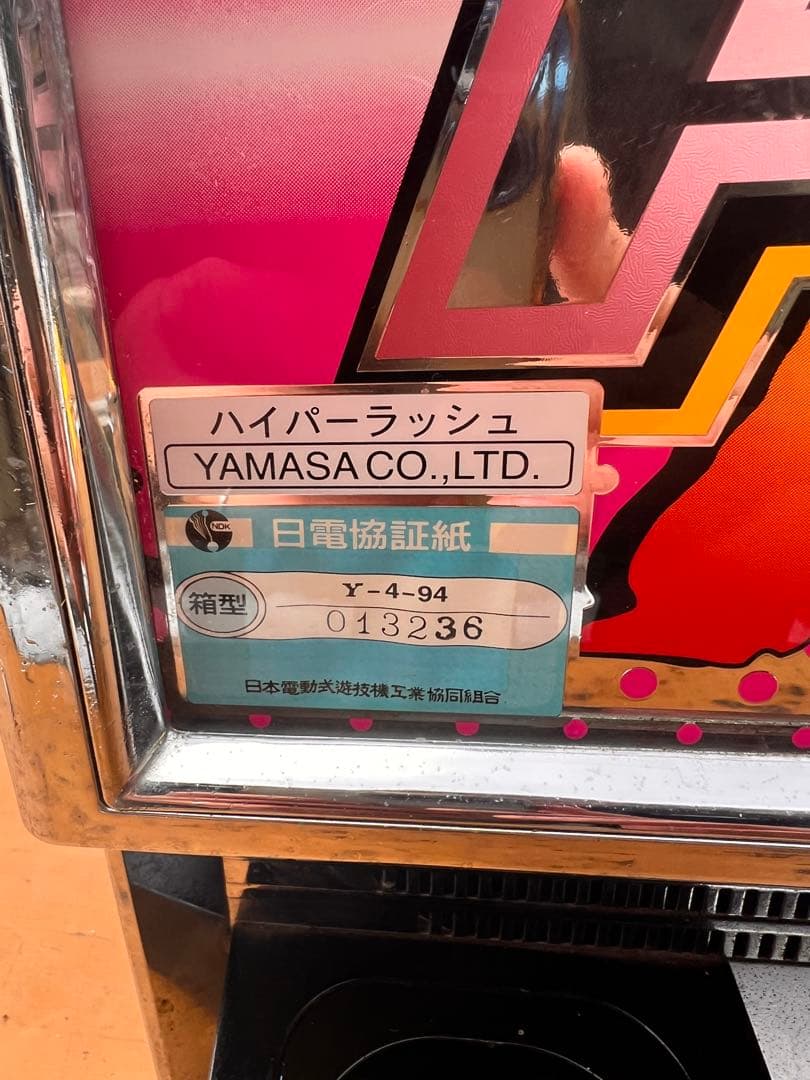 ハイパーラッシュ
YAMASA CO.,LTD.
NDK
日電協証紙
箱型
Y-4-94
013236
日本電動式遊技機工業協同組合